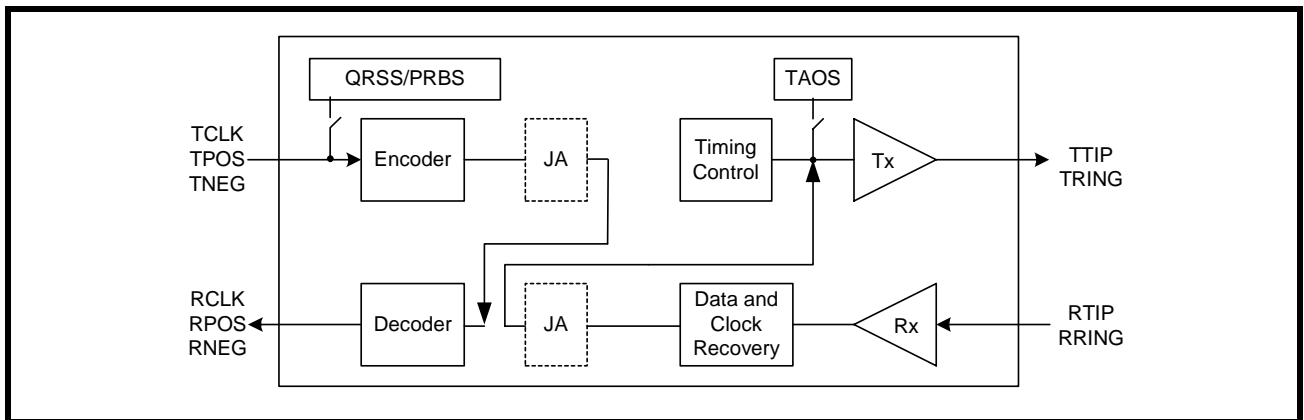 QRSS/PRBS
TAOS
TCLK
TPOS
TNEG
Encoder
JA
Timing
Control
Tx
TTIP
TRING
RCLK
RPOS
RNEG
Decoder
JA
Data and
Clock
Recovery
Rx
RTIP
RRING